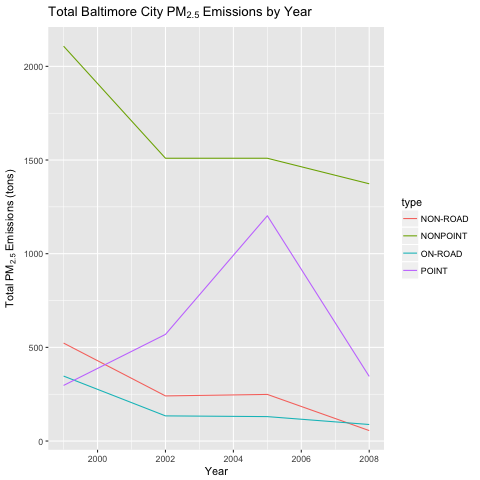 Total Baltimore City PM2.5 Emissions by Year
Total PM2.5 Emissions (tons)
2000
1500
1000
500
0
2000 2002 2004 2006 2008
Year
type
NON-ROAD
NONPOINT
ON-ROAD
POINT